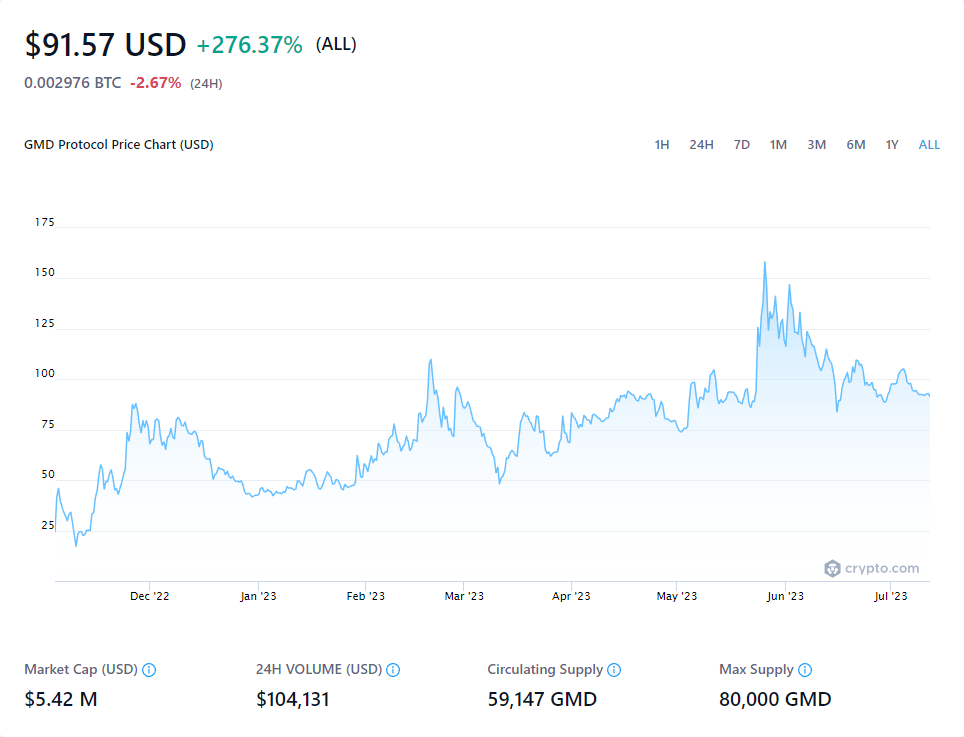 $91.57 USD +276.37% (ALL)
0.002976 BTC -2.67% (24H)
GMD Protocol Price Chart (USD) 1H 24H 7D 1M 3M 6M 1Y ALL
175
150
125
100
75
50
25
crypto.com
Dec '22 Jan '23 Feb '23 Mar '23 Apr '23 May '23 Jun '23 Jul '23
Market Cap (USD) 24H VOLUME (USD) Circulating Supply Max Supply
$5.42 M $104,131 59,147 GMD 80,000 GMD